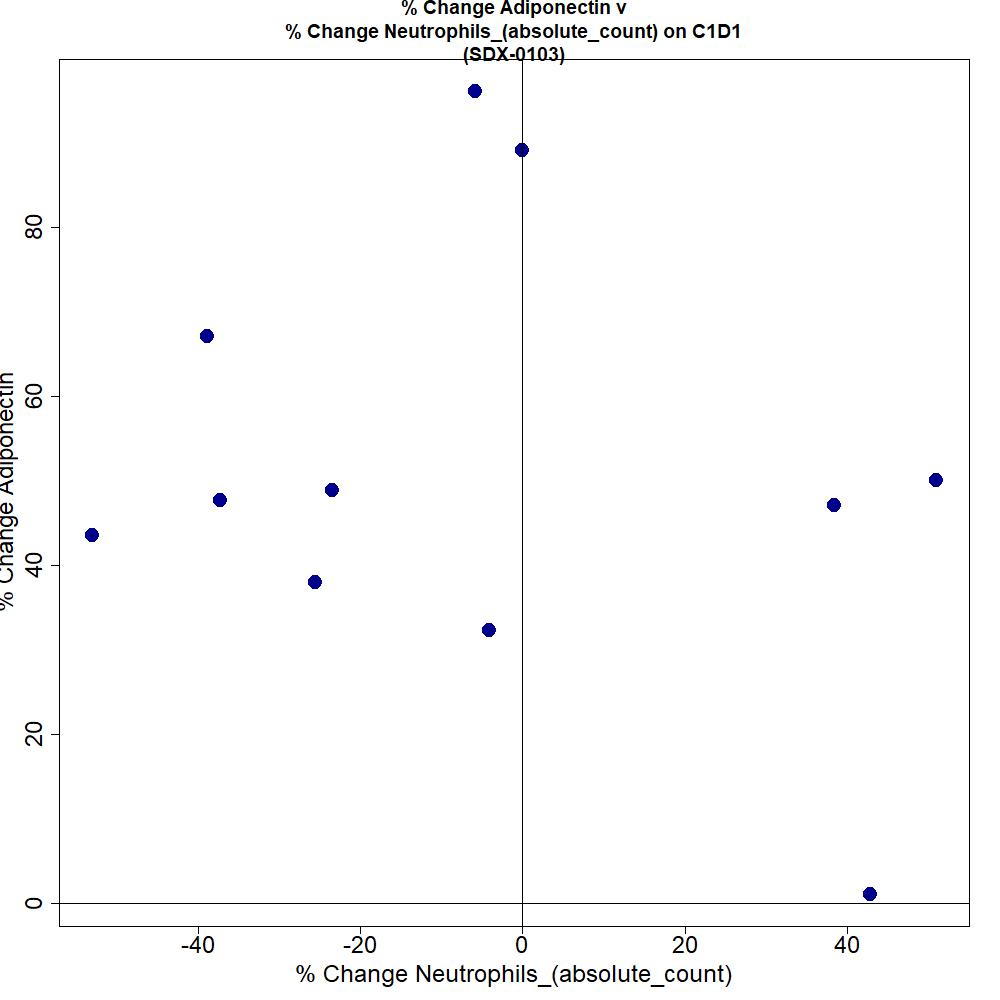 % Change Adiponectin v
% Change Neutrophils_(absolute_count) on C1D1
(SDX-0103)
% Change Adiponectin
80
60
40
20
0
-40
-20
0
20
40
% Change Neutrophils_(absolute_count)